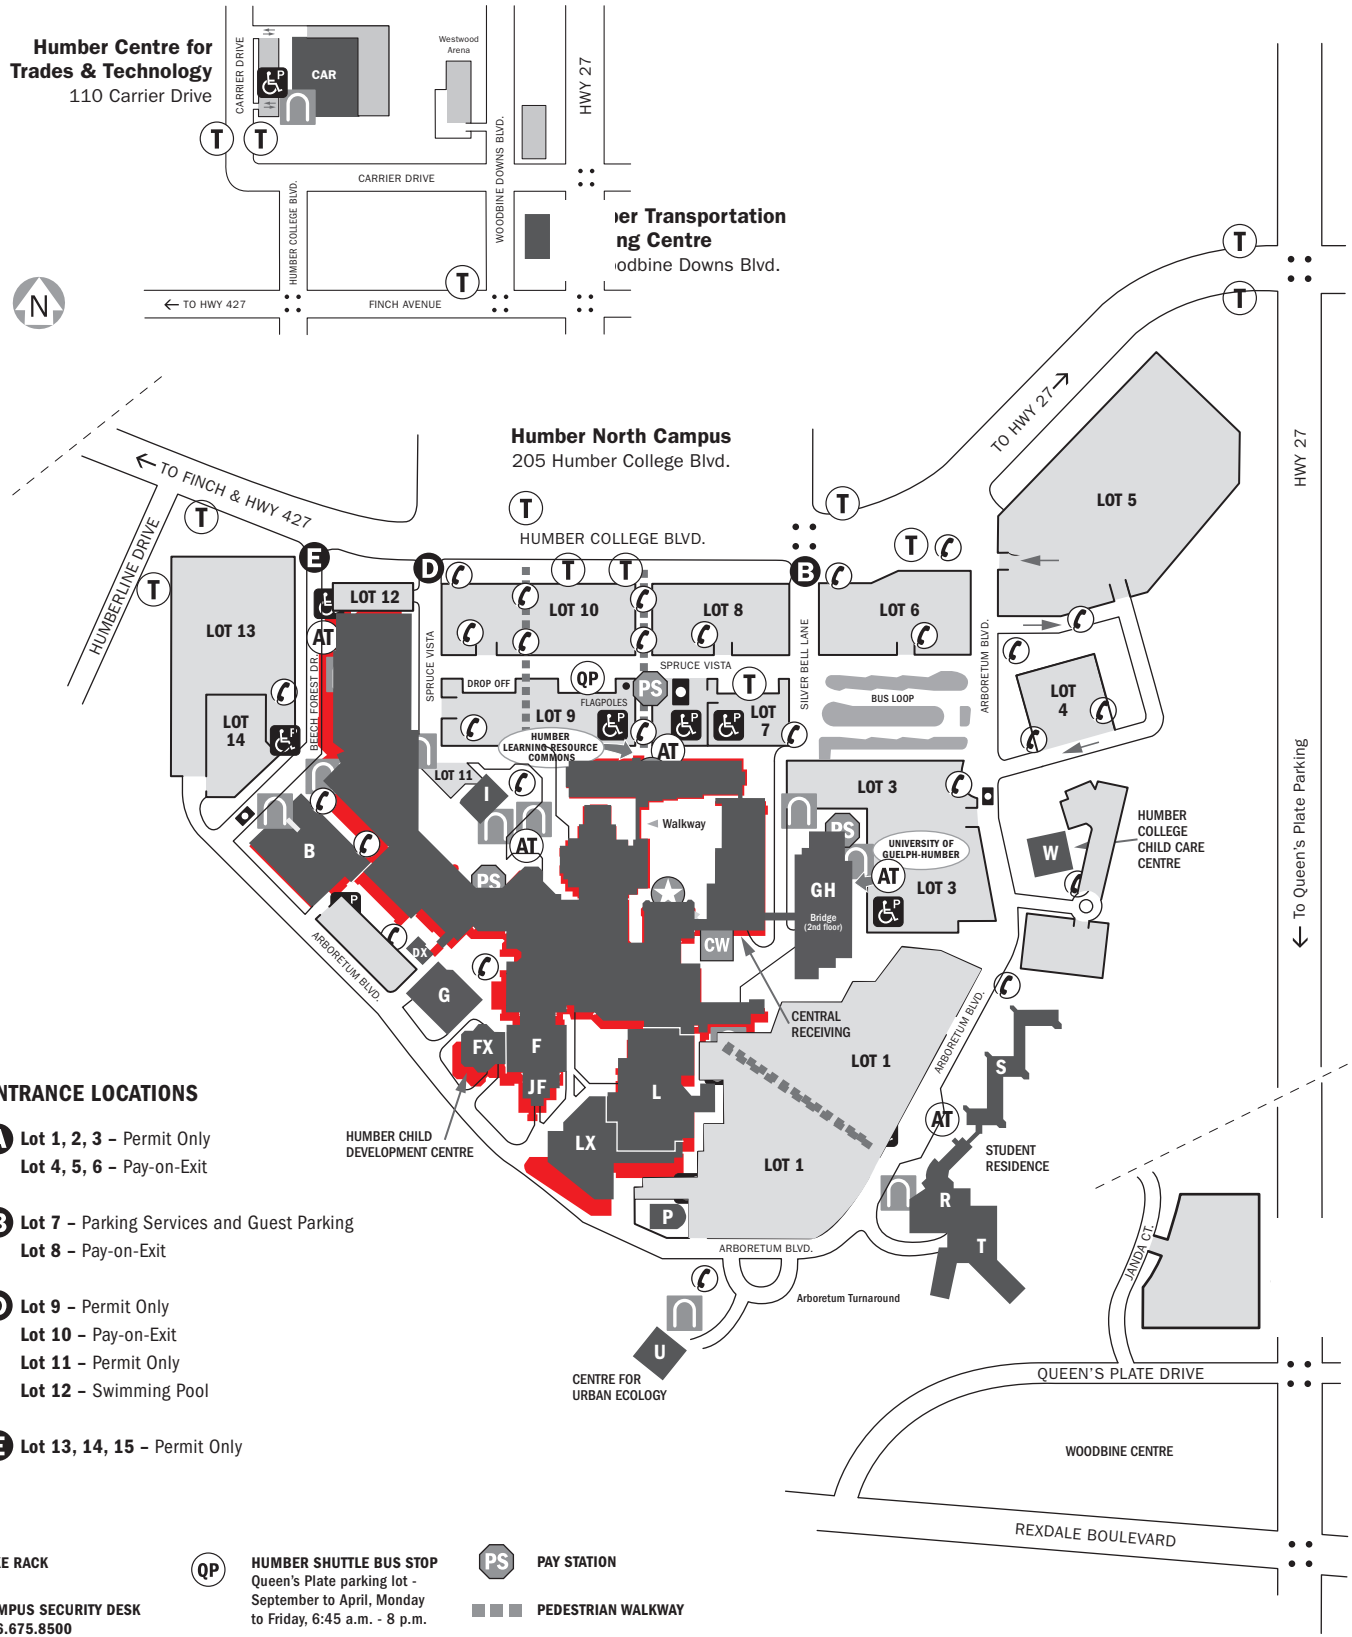 Humber Centre for
Trades & Technology
110 Carrier Drive
CARRIER DRIVE
P
CAR
Westwood
Arena
HWY 27
T
T
WOODBINE DOWNS BLVD.
CARRIER DRIVE
HUMBER COLLEGE BLVD.
Transportation
Centre
Downs Blvd.
T
T
T
N
TO HWY 427
FINCH AVENUE
TO HWY 27
HWY 27
Humber North Campus
205 Humber College Blvd.
TO FINCH & HWY 427
HUMBERLINE DRIVE
T
T
T
T
HUMBER COLLEGE BLVD.
LOT 5
E
D
T
T
B
T
LOT 12
LOT 10
LOT 8
LOT 6
LOT 13
AT
BEECH FOREST DR.
SPRUCE VISTA
SPRUCE VISTA
SILVER BELL LANE
ARBORETUM BLVD.
DROP OFF
QP
PS
T
FLAGPOLES
LOT 9
P
P
P
LOT
7
BUS LOOP
LOT
4
LOT
14
P
HUMBER
LEARNING RESOURCE
COMMONS
AT
LOT 11
I
LOT 3
Walkway
PS
HUMBER
COLLEGE
CHILD CARE
CENTRE
To Queen's Plate Parking
B
AT
UNIVERSITY OF
GUELPH-HUMBER
W
PS
GH
AT
LOT 3
P
Bridge
(2nd floor)
P
ARBORETUM BLVD.
DX
CW
G
CENTRAL
RECEIVING
ARBORETUM BLVD.
FX
F
LOT 1
S
JF
L
AT
HUMBER CHILD
DEVELOPMENT CENTRE
LX
LOT 1
STUDENT
RESIDENCE
R
P
T
ARBORETUM BLVD.
Arboretum Turnaround
JANDA CT.
U
CENTRE FOR
URBAN ECOLOGY
QUEEN'S PLATE DRIVE
WOODBINE CENTRE
REXDALE BOULEVARD
LOCATIONS
Lot 1, 2, 3 – Permit Only
Lot 4, 5, 6 – Pay-on-Exit
Lot 7 – Parking Services and Guest Parking
Lot 8 – Pay-on-Exit
Lot 9 – Permit Only
Lot 10 – Pay-on-Exit
Lot 11 – Permit Only
Lot 12 – Swimming Pool
Lot 13, 14, 15 – Permit Only
RACK
SECURITY DESK
QP
HUMBER SHUTTLE BUS STOP
Queen's Plate parking lot -
September to April, Monday
to Friday, 6:45 a.m. - 8 p.m.
PS
PAY STATION
PEDESTRIAN WALKWAY